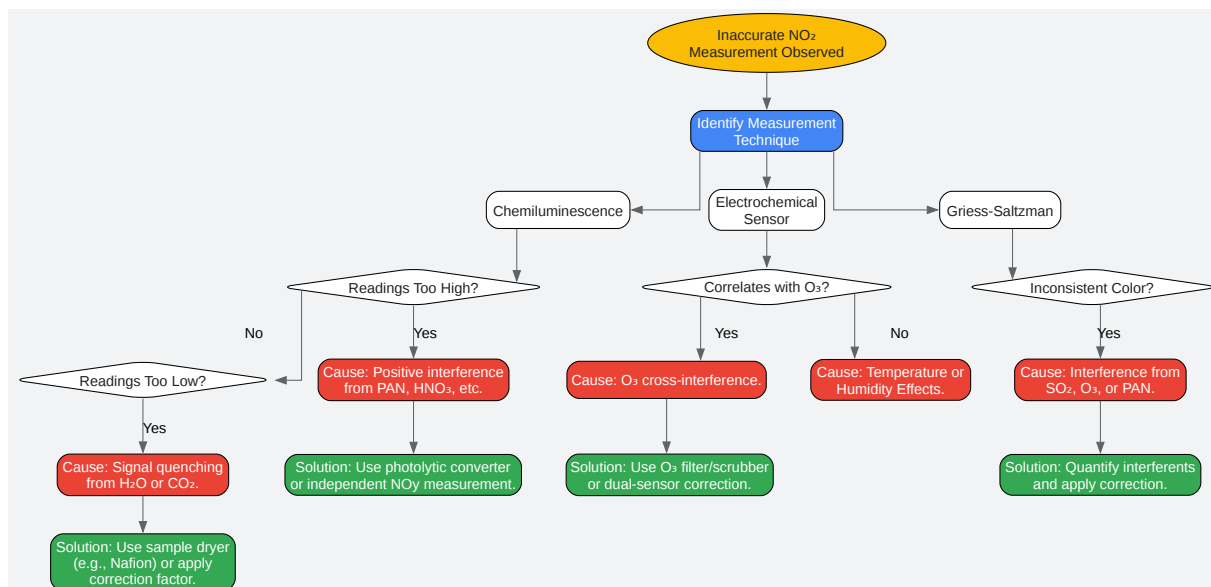 Inaccurate NO₂
Measurement Observed
Identify Measurement
Technique
Chemiluminescence
Electrochemical
Sensor
Griess-Saltzman
Readings Too High?
Correlates with O₃?
Inconsistent Color?
No
Yes
Yes
No
Yes
Readings Too Low?
Cause: Positive interference
from PAN, HNO₃, etc.
Cause: O₃ cross-interference.
Cause: Temperature or
Humidity Effects.
Cause: Interference from
SO₂, O₃, or PAN.
Yes
Cause: Signal quenching
from H₂O or CO₂.
Solution: Use photolytic converter
or independent NOy measurement.
Solution: Use O₃ filter/scrubber
or dual-sensor correction.
Solution: Quantify interferents
and apply correction.
Solution: Use sample dryer
(e.g., Nafion) or apply
correction factor.